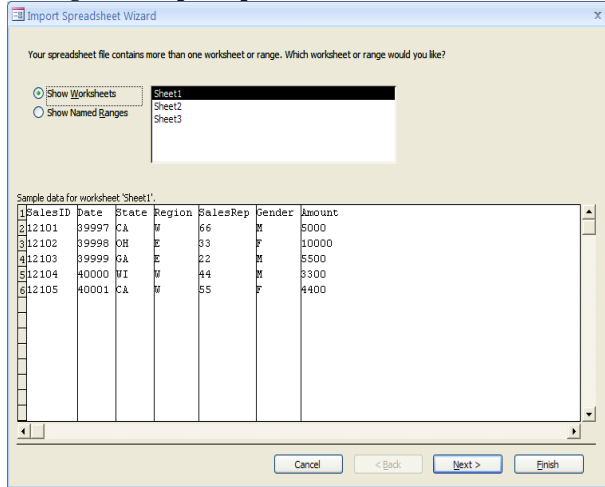 Import Spreadsheet Wizard
x
Your spreadsheet file contains more than one worksheet or range. Which worksheet or range would you like?
Show Worksheets
Show Named Ranges
Sheet1
Sheet2
Sheet3
Sample data for worksheet 'Sheet1'.
1 SalesID Date State Region SalesRep Gender Amount
2 12101 39997 CA W 66 M 5000
3 12102 39998 OH E 33 F 10000
4 12103 39999 GA E 22 M 5500
5 12104 40000 WI W 44 M 3300
6 12105 40001 CA W 55 F 4400
Cancel < Back Next > Finish